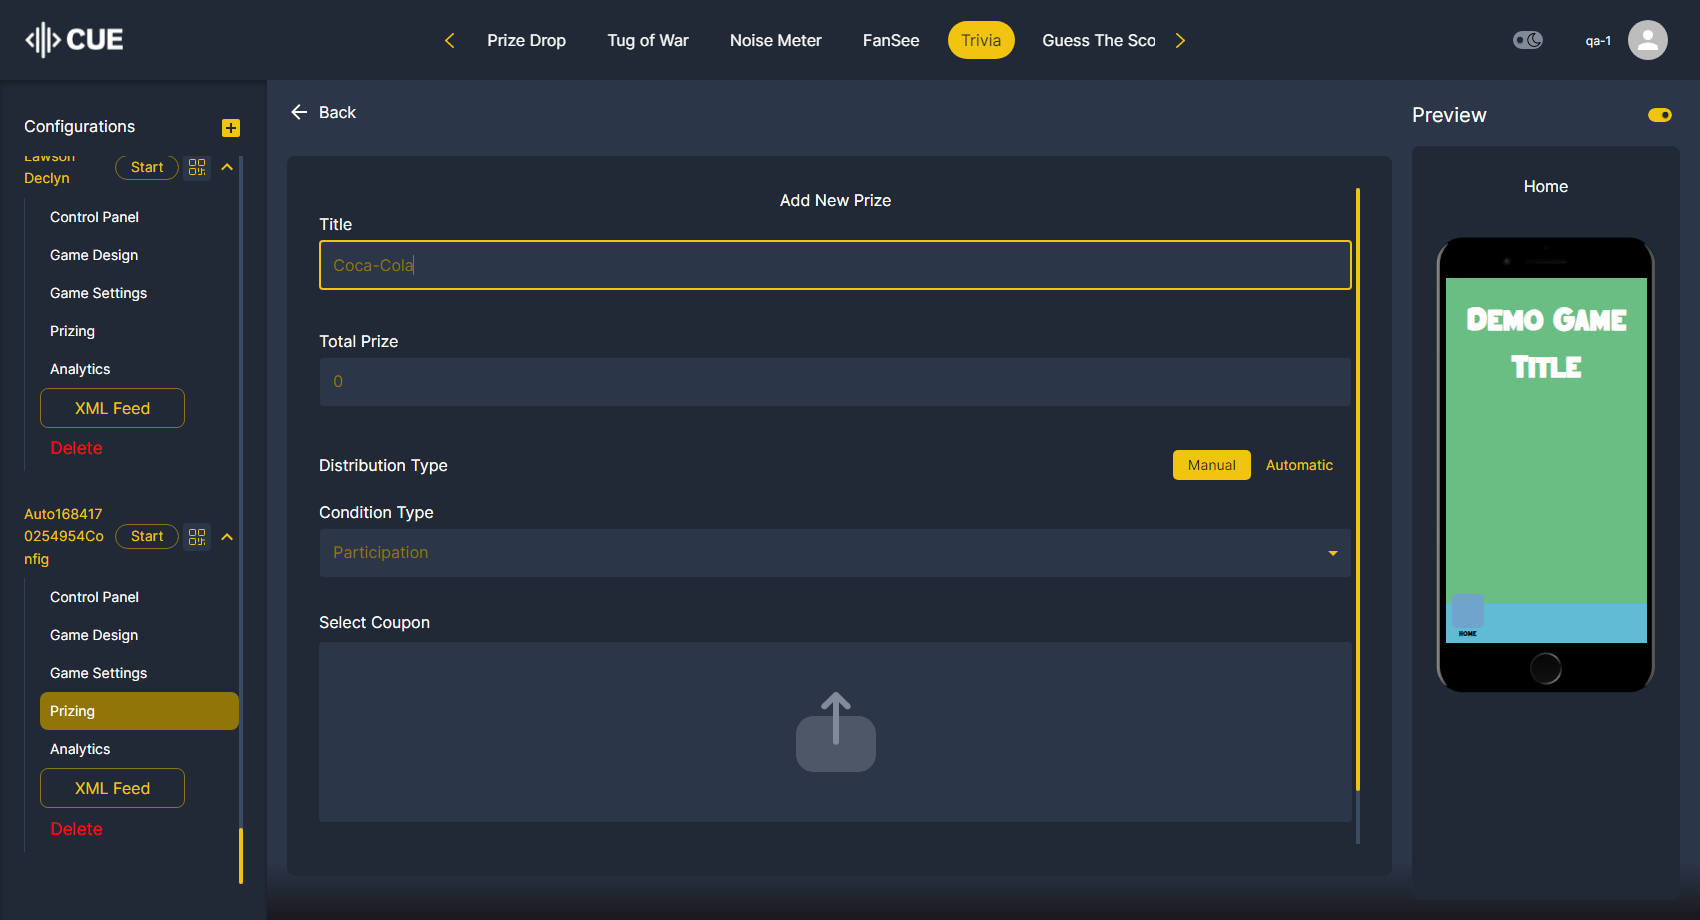 CUE
Prize Drop
Tug of War
Noise Meter
FanSee
Trivia
Guess The Sco
qa-1
Configurations
Lawson
Declyn
Start
Control Panel
Game Design
Game Settings
Prizing
Analytics
XML Feed
Delete
Auto168417
0254954Co
nfig
Start
Control Panel
Game Design
Game Settings
Prizing
Analytics
XML Feed
Delete
Back
Add New Prize
Title
Coca-Cola
Total Prize
0
Distribution Type
Manual
Automatic
Condition Type
Participation
Select Coupon
Preview
Home
Demo Game
Title
HOME